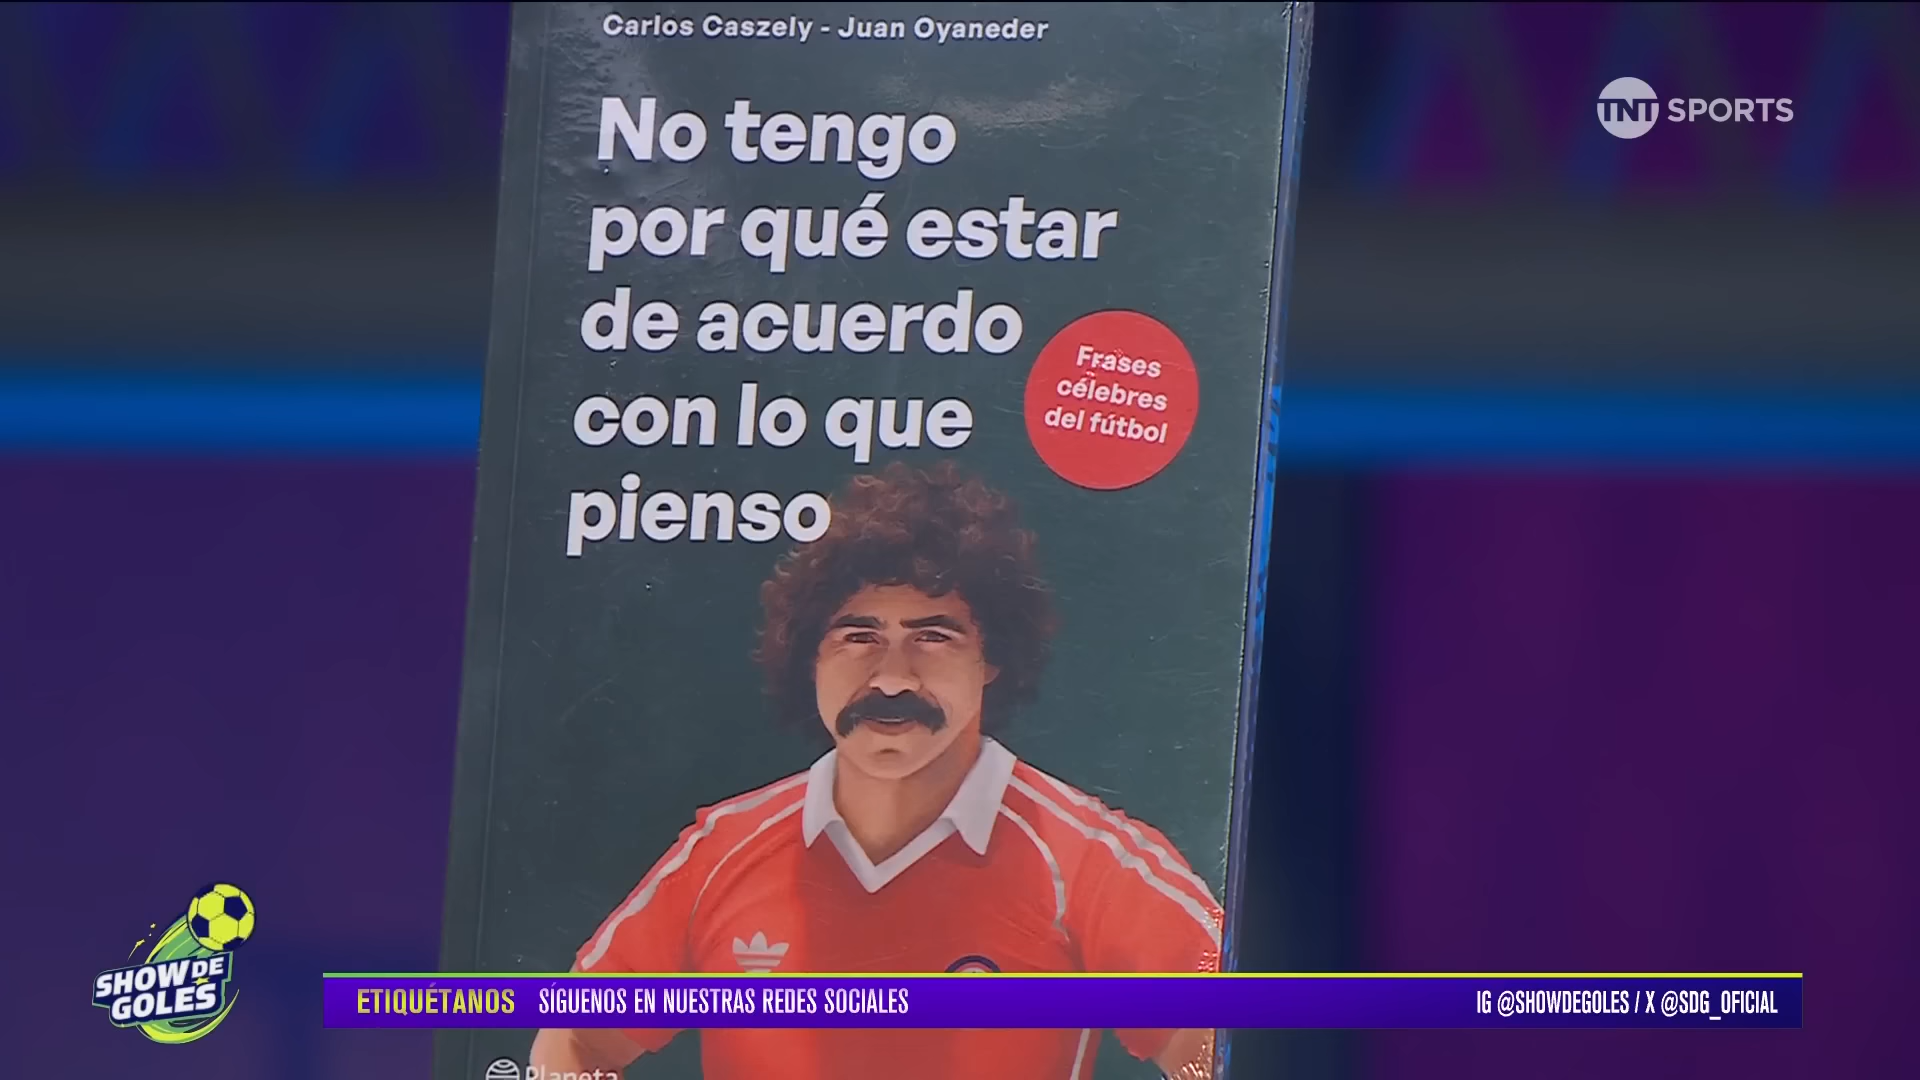 Carlos Caszely - Juan Oyaneder
No tengo
por qué estar
de acuerdo
con lo que
pienso
Frases
célebres
del fútbol
TNT SPORTS
SHOW DE
GOLES
ETIQUÉTANOS SÍGUENOS EN NUESTRAS REDES SOCIALES
IG @SHOWDEGOLES / X @SDG_OFICIAL
Planeta